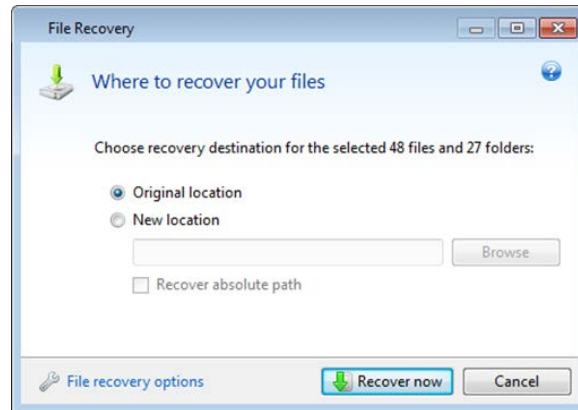 File Recovery
Where to recover your files
Choose recovery destination for the selected 48 files and 27 folders:
Original location
New location
Browse
Recover absolute path
File recovery options
Recover now
Cancel